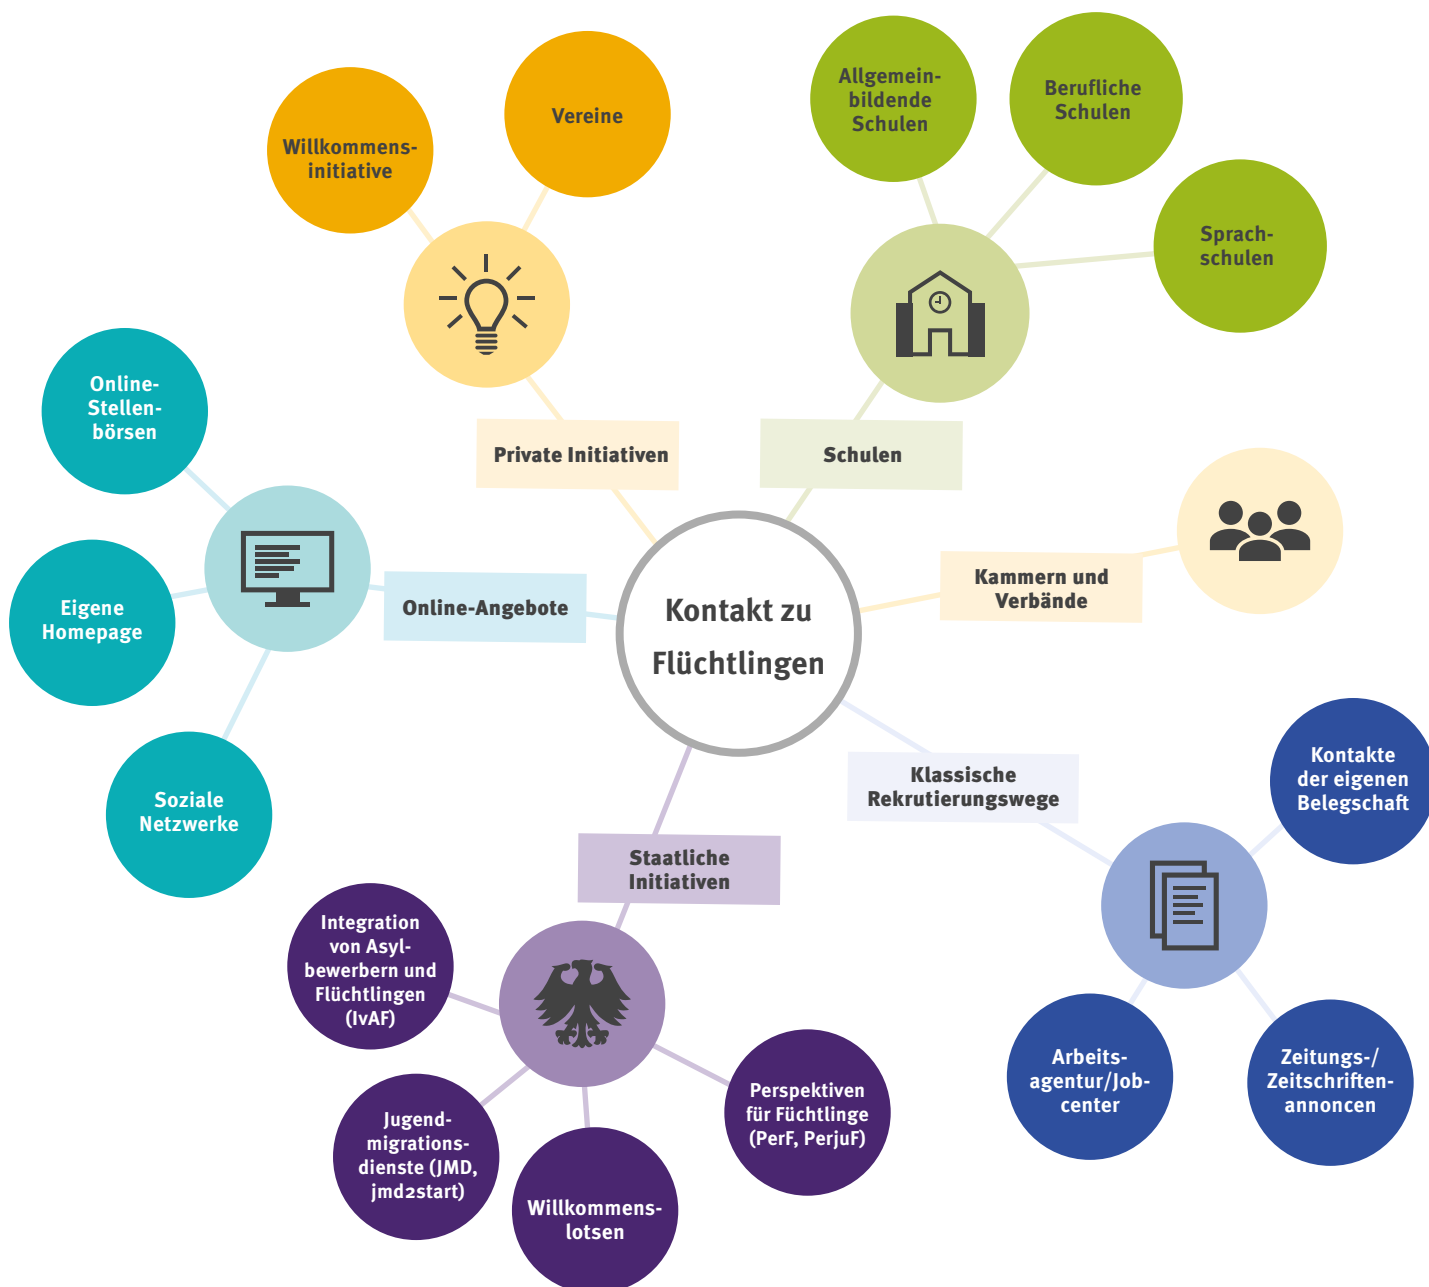 Willkommens-
initiative
Vereine
Allgemein-
bildende
Schulen
Berufliche
Schulen
Sprach-
schulen
Online-
Stellen-
börsen
Private Initiativen
Schulen
Eigene
Homepage
Online-Angebote
Kontakt zu
Flüchtlingen
Kammern und
Verbände
Soziale
Netzwerke
Klassische
Rekrutierungswege
Kontakte
der eigenen
Belegschaft
Staatliche
Initiativen
Integration
von Asyl-
bewerbern und
Flüchtlingen
(IvAF)
Jugend-
migrations-
dienste (JMD,
jmd2start)
Willkommens-
lotsen
Perspektiven
für Füchtlinge
(PerF, PerjuF)
Arbeits-
agentur/Job-
center
Zeitungs-/
Zeitschriften-
annoncen